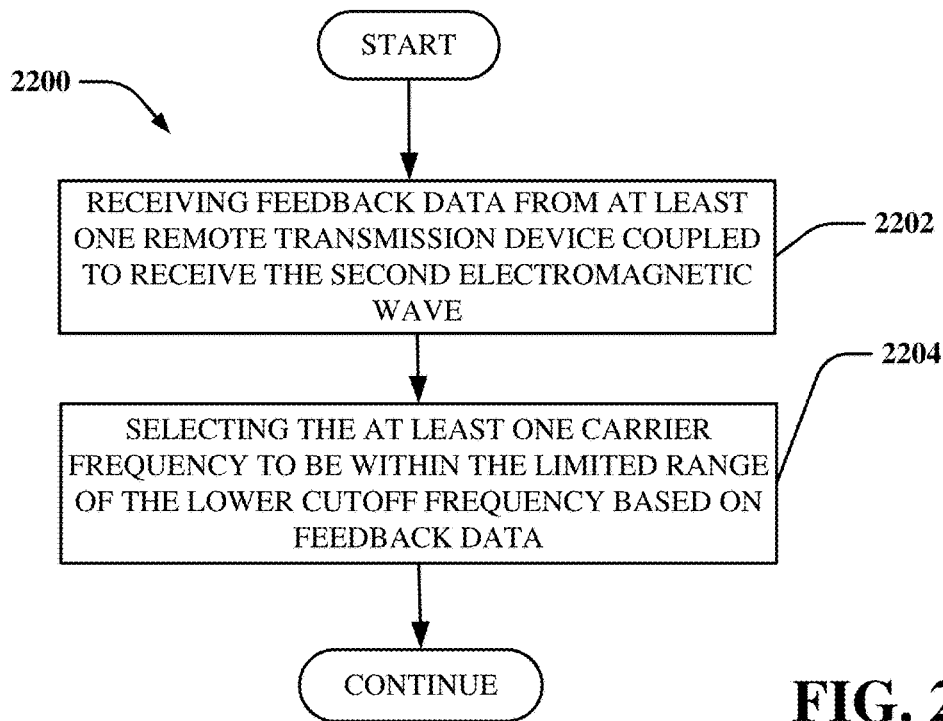 START
2200
RECEIVING FEEDBACK DATA FROM AT LEAST
ONE REMOTE TRANSMISSION DEVICE COUPLED
TO RECEIVE THE SECOND ELECTROMAGNETIC
WAVE
2202
2204
SELECTING THE AT LEAST ONE CARRIER
FREQUENCY TO BE WITHIN THE LIMITED RANGE
OF THE LOWER CUTOFF FREQUENCY BASED ON
FEEDBACK DATA
CONTINUE
FIG. 2